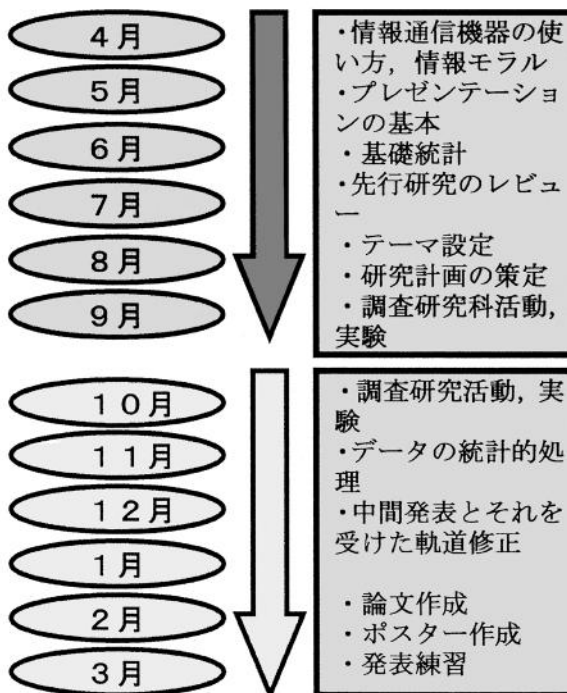 4月
5月
6月
7月
8月
9月
・情報通信機器の使
い方，情報モラル
・プレゼンテーショ
ンの基本
・基礎統計
・先行研究のレビュ
ー
・テーマ設定
・研究計画の策定
・調査研究科活動，
実験
10月
11月
12月
1月
2月
3月
・調査研究活動，実
験
・データの統計的処
理
・中間発表とそれを
受けた軌道修正
・論文作成
・ポスター作成
・発表練習